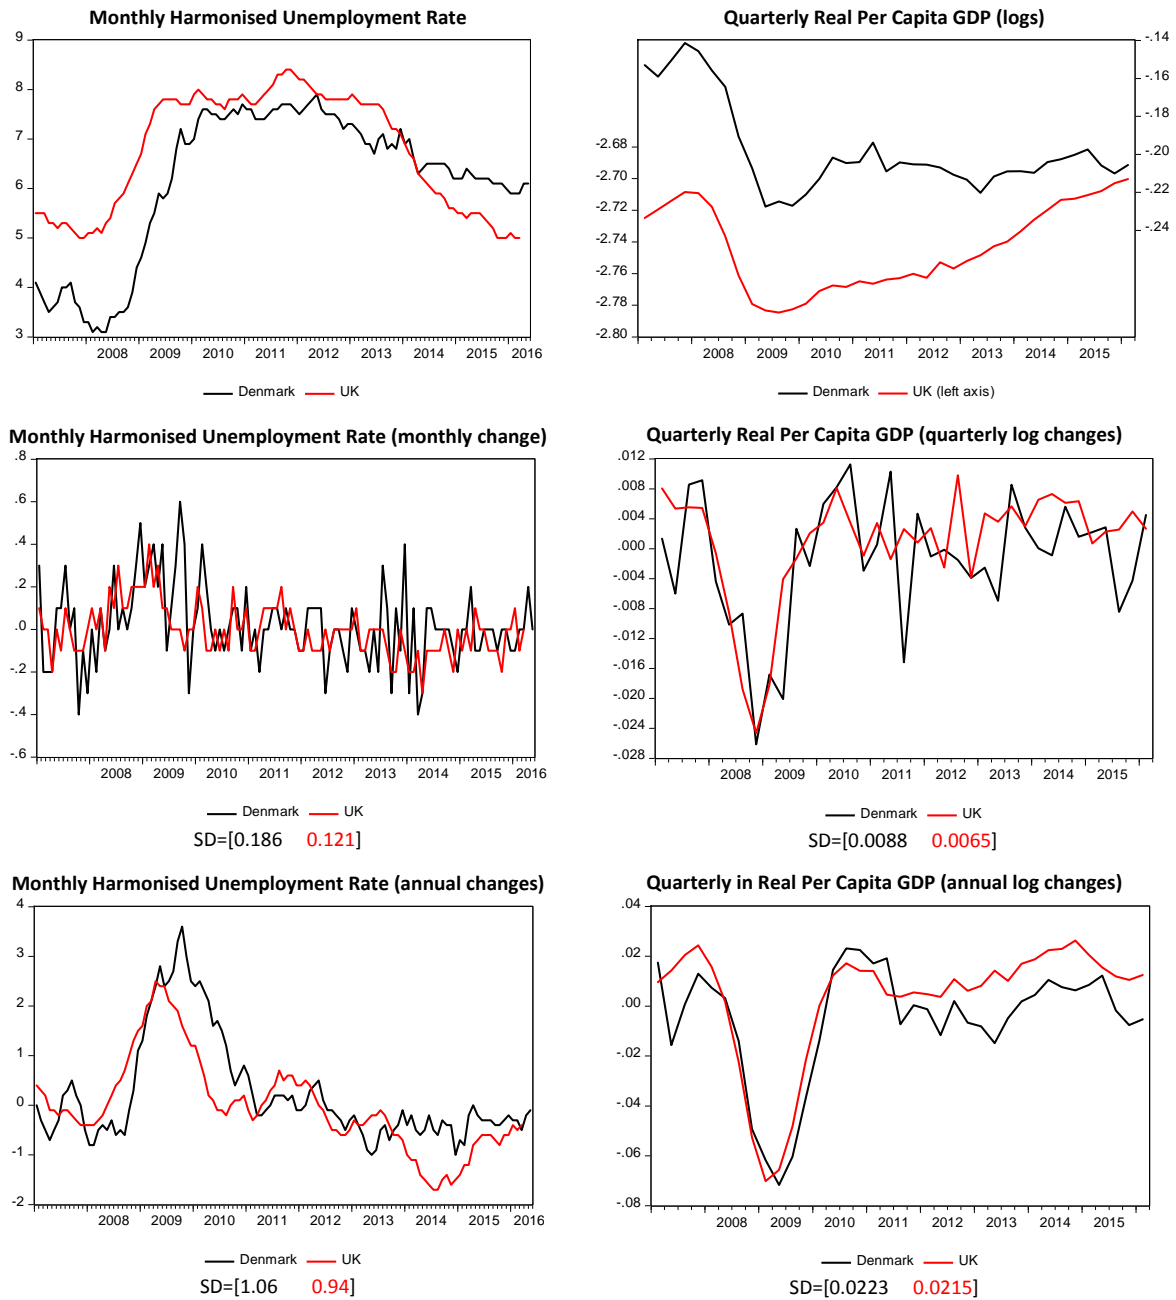 Monthly Harmonised Unemployment Rate
9
8
7
6
5
4
3
2008 2009 2010 2011 2012 2013 2014 2015 2016
Denmark UK
Quarterly Real Per Capita GDP (logs)
-2.68
-2.70
-2.72
-2.74
-2.76
-2.78
-2.80
-.14
-.16
-.18
-.20
-.22
-.24
2008 2009 2010 2011 2012 2013 2014 2015
Denmark UK (left axis)
Monthly Harmonised Unemployment Rate (monthly change)
.8
.6
.4
.2
.0
-.2
-.4
-.6
2008 2009 2010 2011 2012 2013 2014 2015 2016
Denmark UK
SD=[0.186 0.121]
Quarterly Real Per Capita GDP (quarterly log changes)
.012
.008
.004
.000
-.004
-.008
-.012
-.016
-.020
-.024
-.028
2008 2009 2010 2011 2012 2013 2014 2015
Denmark UK
SD=[0.0088 0.0065]
Monthly Harmonised Unemployment Rate (annual changes)
4
3
2
1
0
-1
-2
2008 2009 2010 2011 2012 2013 2014 2015 2016
Denmark UK
SD=[1.06 0.94]
Quarterly in Real Per Capita GDP (annual log changes)
.04
.02
.00
-.02
-.04
-.06
-.08
2008 2009 2010 2011 2012 2013 2014 2015
Denmark UK
SD=[0.0223 0.0215]